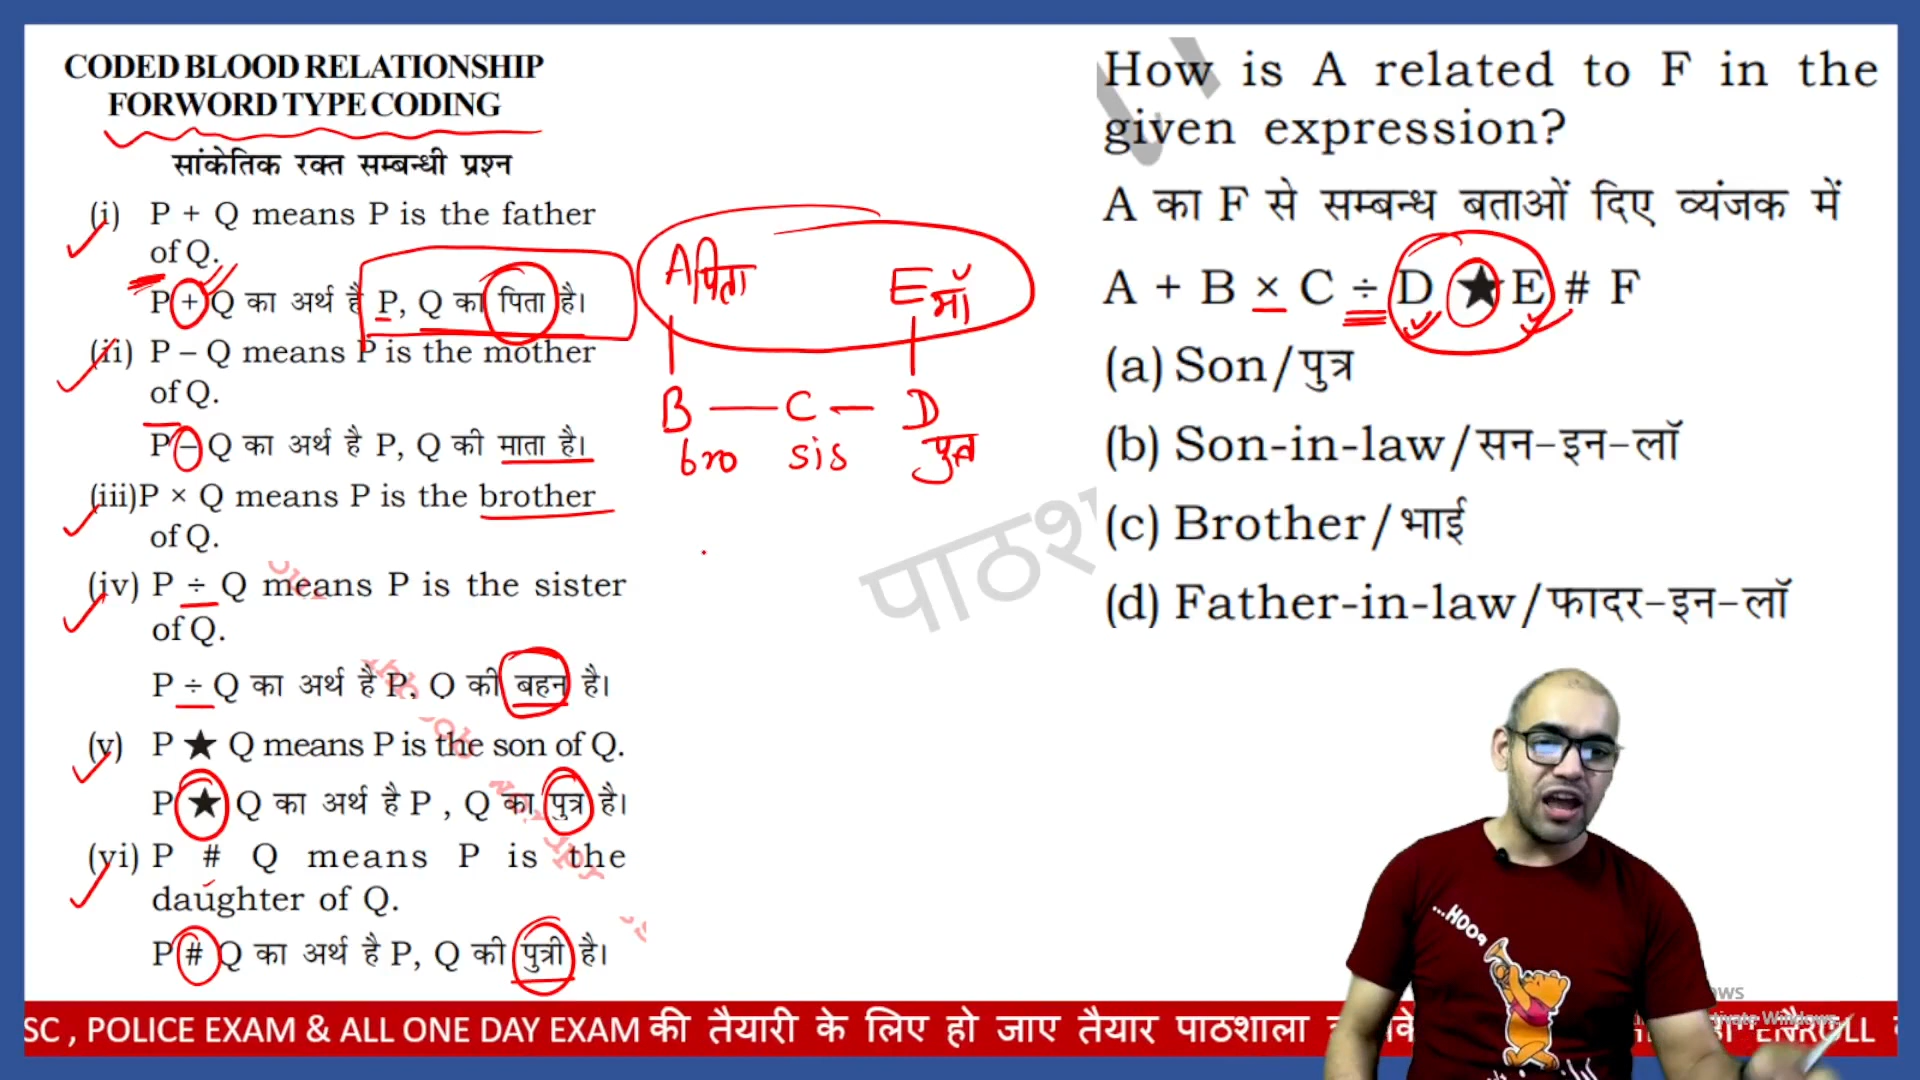 CODED BLOOD RELATIONSHIP
FORWORD TYPE CODING
सांकेतिक रक्त सम्बन्धी प्रश्न
(i) P + Q means P is the father
of Q.
P + Q का अर्थ है P, Q का पिता है।
(ii) P – Q means P is the mother
of Q.
P – Q का अर्थ है P, Q की माता है।
(iii)P × Q means P is the brother
of Q.
(iv) P ÷ Q means P is the sister
of Q.
P ÷ Q का अर्थ है P, Q की बहन है।
(v) P ★ Q means P is the son of Q.
P ★ Q का अर्थ है P , Q का पुत्र है।
(vi) P # Q means P is the
daughter of Q.
P # Q का अर्थ है P, Q की पुत्री है।
A पिता E माँ
B — C — D
bro sis पुत्र
पाठश
How is A related to F in the
given expression?
A का F से सम्बन्ध बताओं दिए व्यंजक में
A + B × C ÷ D ★ E # F
(a) Son/पुत्र
(b) Son-in-law/सन-इन-लॉ
(c) Brother/भाई
(d) Father-in-law/फादर-इन-लॉ
...HOOP
SC , POLICE EXAM & ALL ONE DAY EXAM की तैयारी के लिए हो जाए तैयार पाठशाला